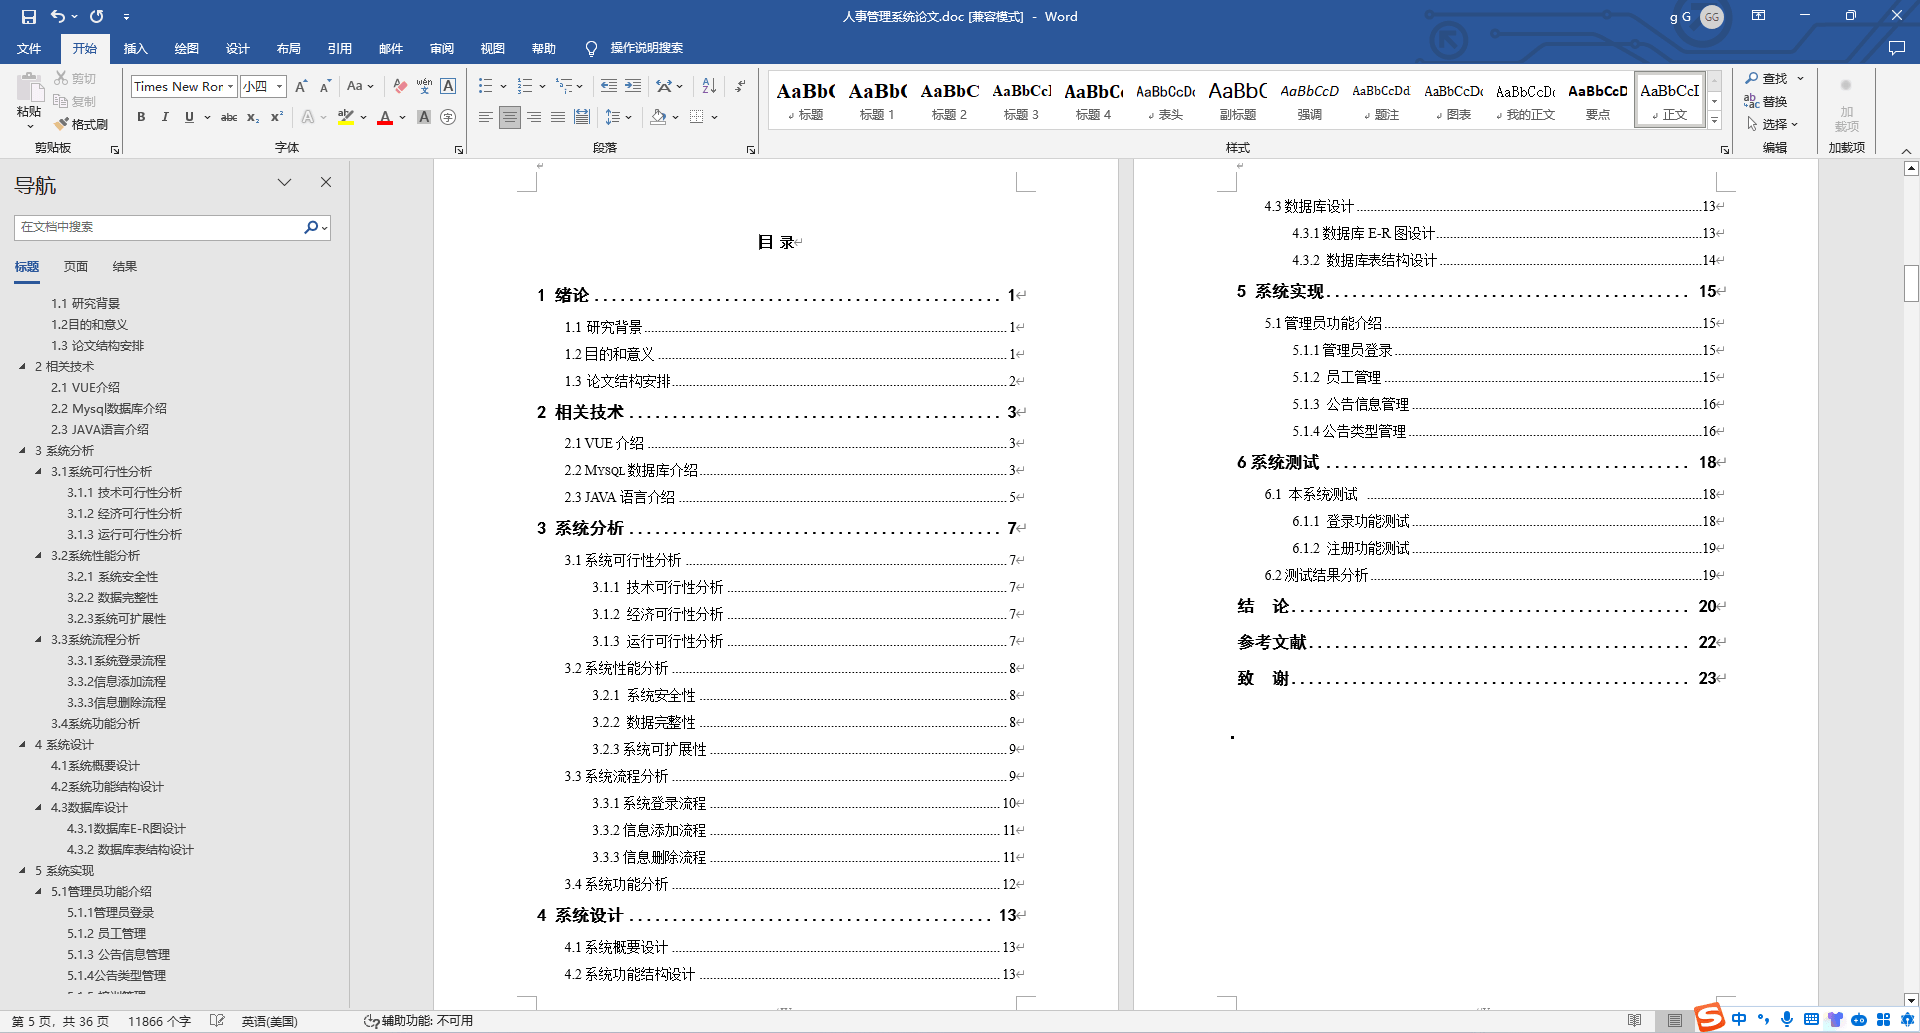 人事管理系统论文.doc [兼容模式] - Word
g G
GG
文件 开始 插入 绘图 设计 布局 引用 邮件 审阅 视图 帮助 操作说明搜索
粘贴
剪切
复制
格式刷
剪贴板
Times New Ror 小四
字体
段落
AaBb( 标题
AaBb( 标题 1
AaBbC 标题 2
AaBbCcl 标题 3
AaBbC( 标题 4
AaBbCcDc 表头
AaBbC 副标题
AaBbCcD 强调
AaBbCcDd 题注
AaBbCcDc 图表
AaBbCcDc 我的正文
AaBbCcD 要点
AaBbCcI 正文
样式
查找
替换
选择
编辑
加载项
加载项
导航
在文档中搜索
标题 页面 结果
1.1 研究背景
1.2目的和意义
1.3 论文结构安排
2 相关技术
2.1 VUE介绍
2.2 Mysql数据库介绍
2.3 JAVA语言介绍
3 系统分析
3.1系统可行性分析
3.1.1 技术可行性分析
3.1.2 经济可行性分析
3.1.3 运行可行性分析
3.2系统性能分析
3.2.1 系统安全性
3.2.2 数据完整性
3.2.3系统可扩展性
3.3系统流程分析
3.3.1系统登录流程
3.3.2信息添加流程
3.3.3信息删除流程
3.4系统功能分析
4 系统设计
4.1系统概要设计
4.2系统功能结构设计
4.3数据库设计
4.3.1数据库E-R图设计
4.3.2 数据库表结构设计
5 系统实现
5.1管理员功能介绍
5.1.1管理员登录
5.1.2 员工管理
5.1.3 公告信息管理
5.1.4公告类型管理
目 录
1 绪论 1
1.1 研究背景 1
1.2 目的和意义 1
1.3 论文结构安排 2
2 相关技术 3
2.1 VUE 介绍 3
2.2 MYSQL 数据库介绍 3
2.3 JAVA 语言介绍 5
3 系统分析 7
3.1 系统可行性分析 7
3.1.1 技术可行性分析 7
3.1.2 经济可行性分析 7
3.1.3 运行可行性分析 7
3.2 系统性能分析 8
3.2.1 系统安全性 8
3.2.2 数据完整性 8
3.2.3 系统可扩展性 9
3.3 系统流程分析 9
3.3.1 系统登录流程 10
3.3.2 信息添加流程 11
3.3.3 信息删除流程 11
3.4 系统功能分析 12
4 系统设计 13
4.1 系统概要设计 13
4.2 系统功能结构设计 13
4.3 数据库设计 13
4.3.1 数据库 E-R 图设计 13
4.3.2 数据库表结构设计 14
5 系统实现 15
5.1 管理员功能介绍 15
5.1.1 管理员登录 15
5.1.2 员工管理 15
5.1.3 公告信息管理 16
5.1.4 公告类型管理 16
6 系统测试 18
6.1 本系统测试 18
6.1.1 登录功能测试 18
6.1.2 注册功能测试 19
6.2 测试结果分析 19
结 论 20
参考文献 22
致 谢 23
第 5 页, 共 36 页 11866 个字 英语(美国) 辅助功能: 不可用
中